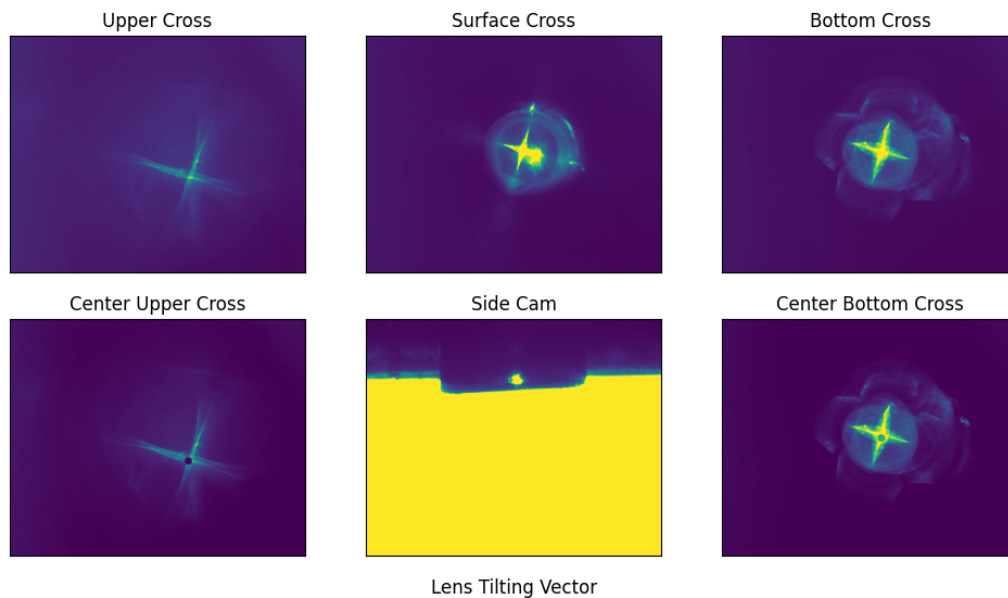 Upper Cross
Surface Cross
Bottom Cross
Center Upper Cross
Side Cam
Center Bottom Cross
Lens Tilting Vector